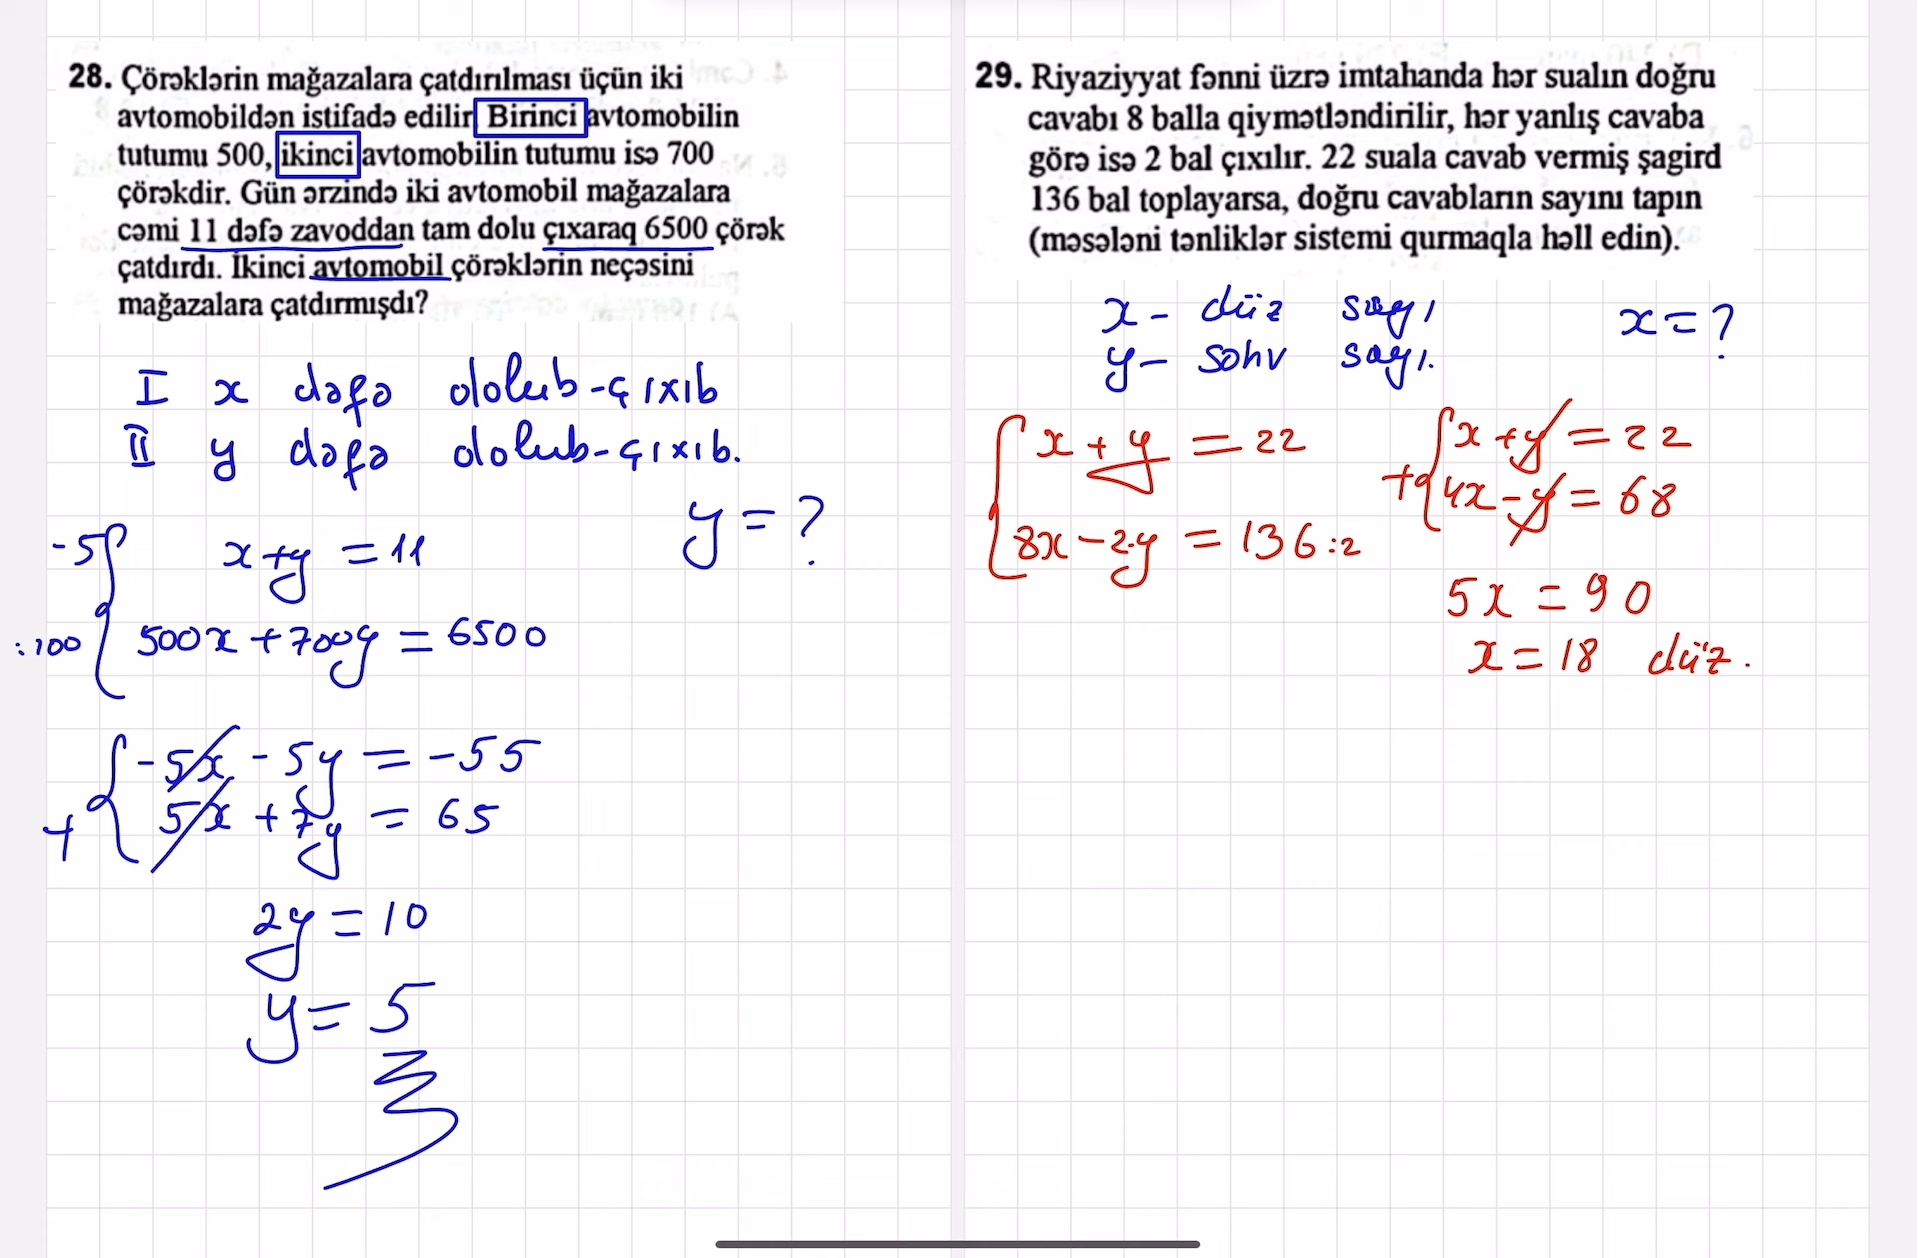 28. Çörəklərin mağazalara çatdırılması üçün iki
avtomobildən istifadə edilir Birinci avtomobilin
tutumu 500, ikinci avtomobilin tutumu isə 700
çörəkdir. Gün ərzində iki avtomobil mağazalara
cəmi 11 dəfə zavoddan tam dolu çıxaraq 6500 çörək
çatdırdı. İkinci avtomobil çörəklərin neçəsini
mağazalara çatdırmışdı?
I x dəfə dolub-çıxıb
II y dəfə dolub-çıxıb.
y = ?
-5 x+y = 11
:100 500x + 700y = 6500
-5x - 5y = -55
+ 5x + 7y = 65
2y = 10
y = 5
29. Riyaziyyat fənni üzrə imtahanda hər sualın doğru
cavabı 8 balla qiymətləndirilir, hər yanlış cavaba
görə isə 2 bal çıxılır. 22 suala cavab vermiş şagird
136 bal toplayarsa, doğru cavabların sayını tapın
(məsələni tənliklər sistemi qurmaqla həll edin).
x - düz sayı x = ?
y - səhv sayı.
x + y = 22
8x - 2·y = 136 :2
x + y = 22
+ 4x - y = 68
5x = 90
x = 18 düz.